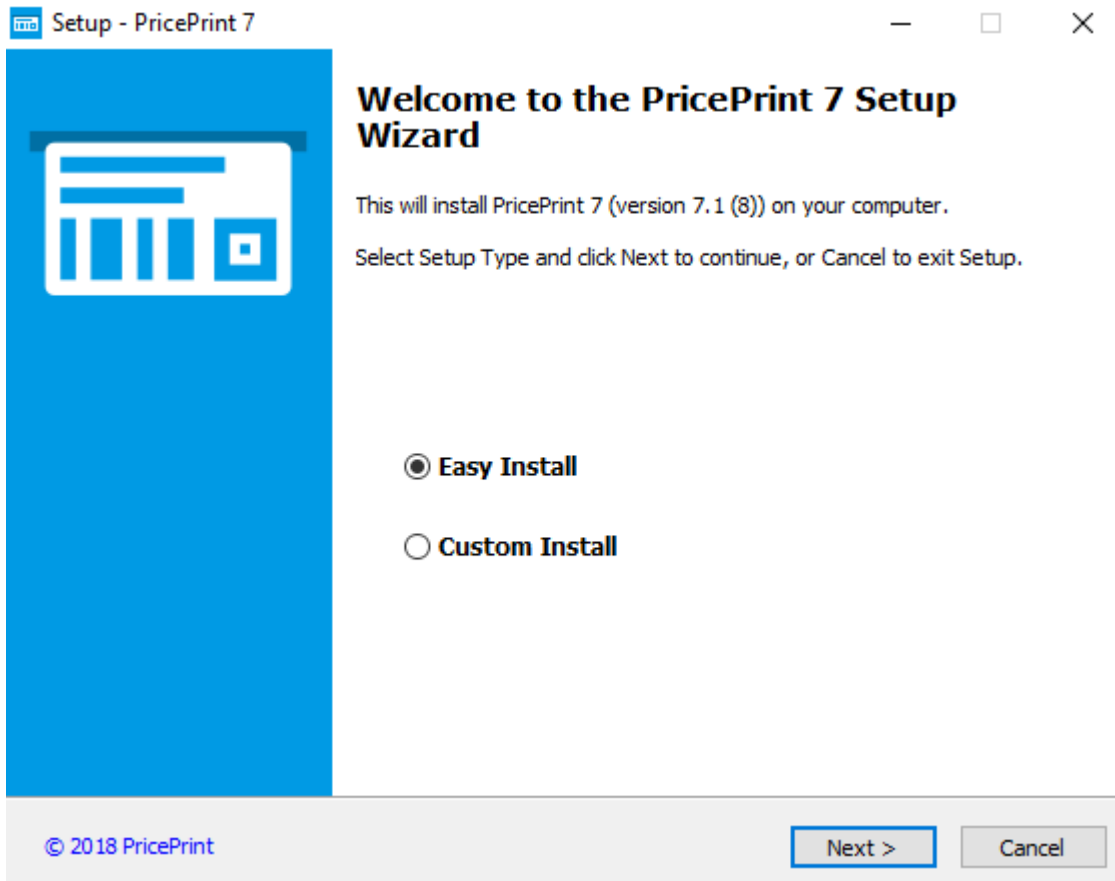 Setup - PricePrint 7
Welcome to the PricePrint 7 Setup
Wizard
This will install PricePrint 7 (version 7.1 (8)) on your computer.
Select Setup Type and click Next to continue, or Cancel to exit Setup.
Easy Install
Custom Install
© 2018 PricePrint
Next >
Cancel